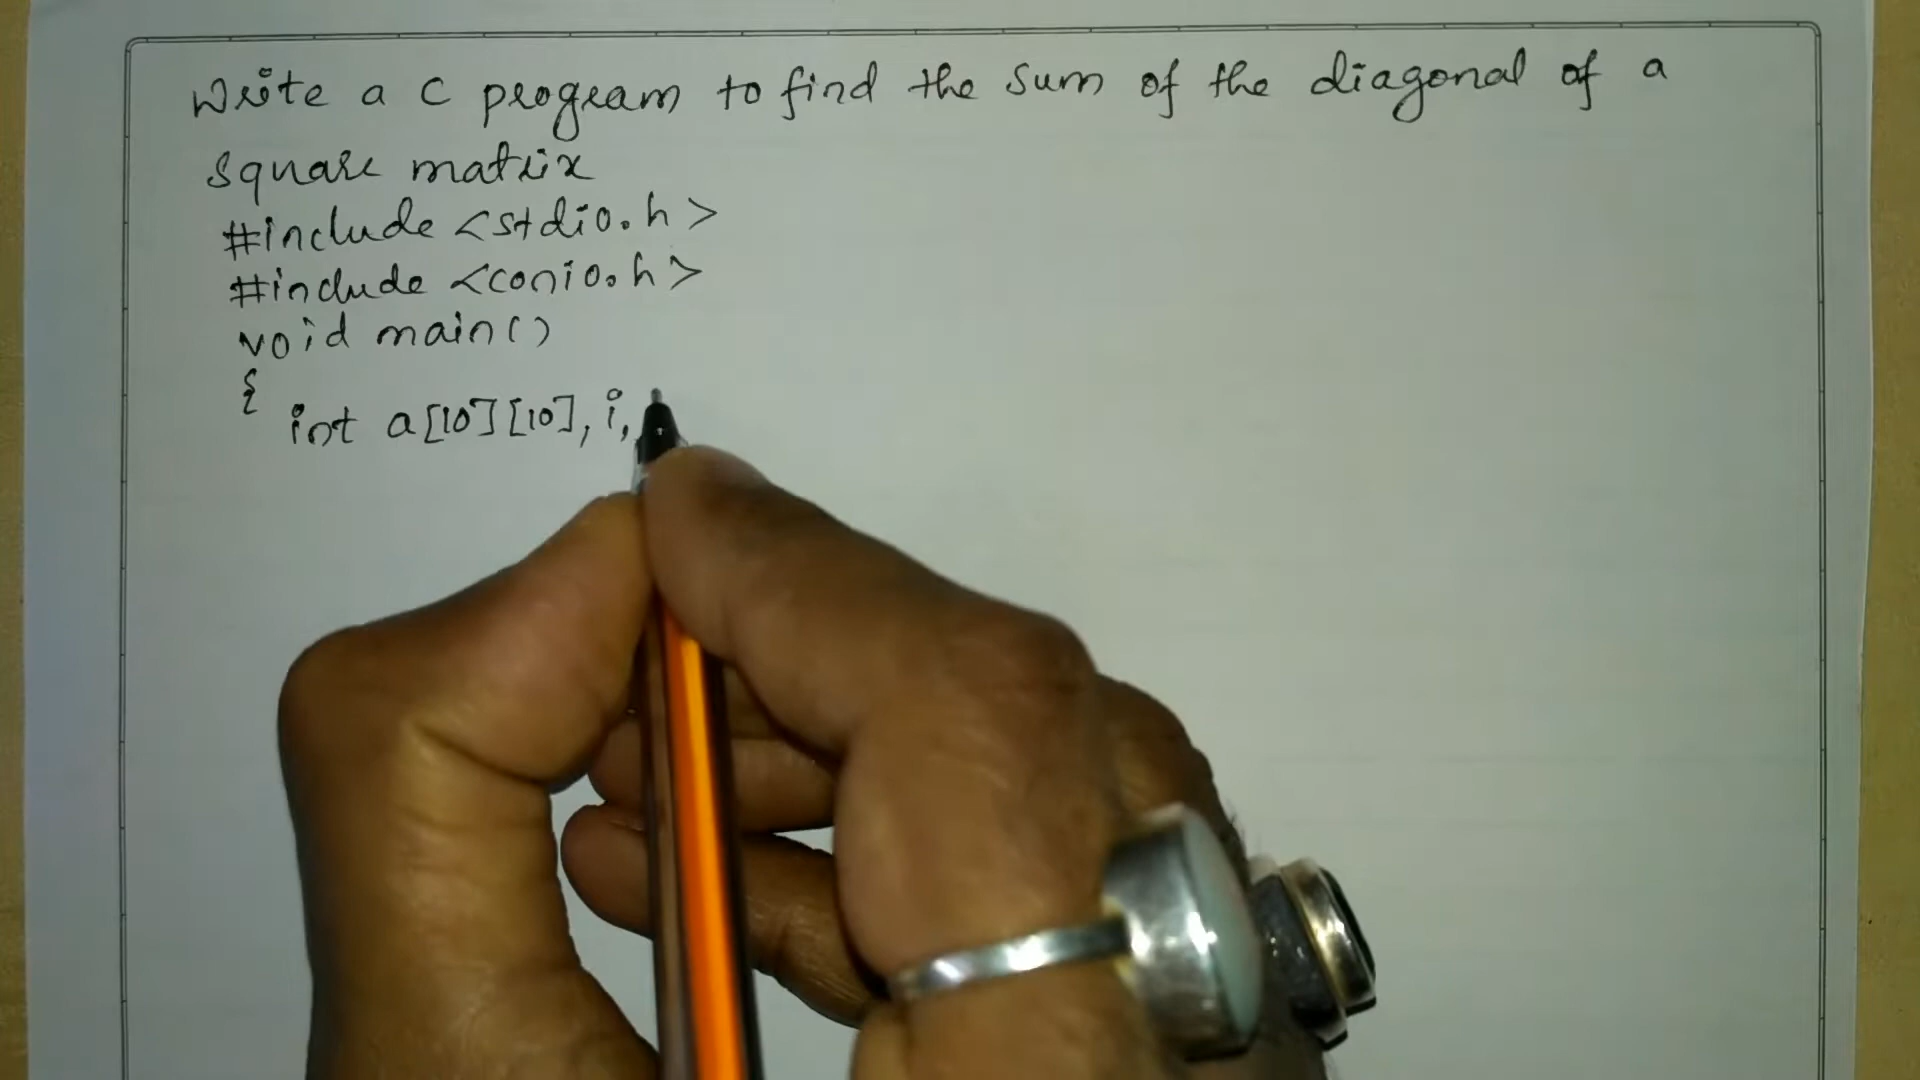 Write a C program to find the sum of the diagonal of a
square matrix
#include <stdio.h>
#include <conio.h>
void main()
{
int a[10][10], i,